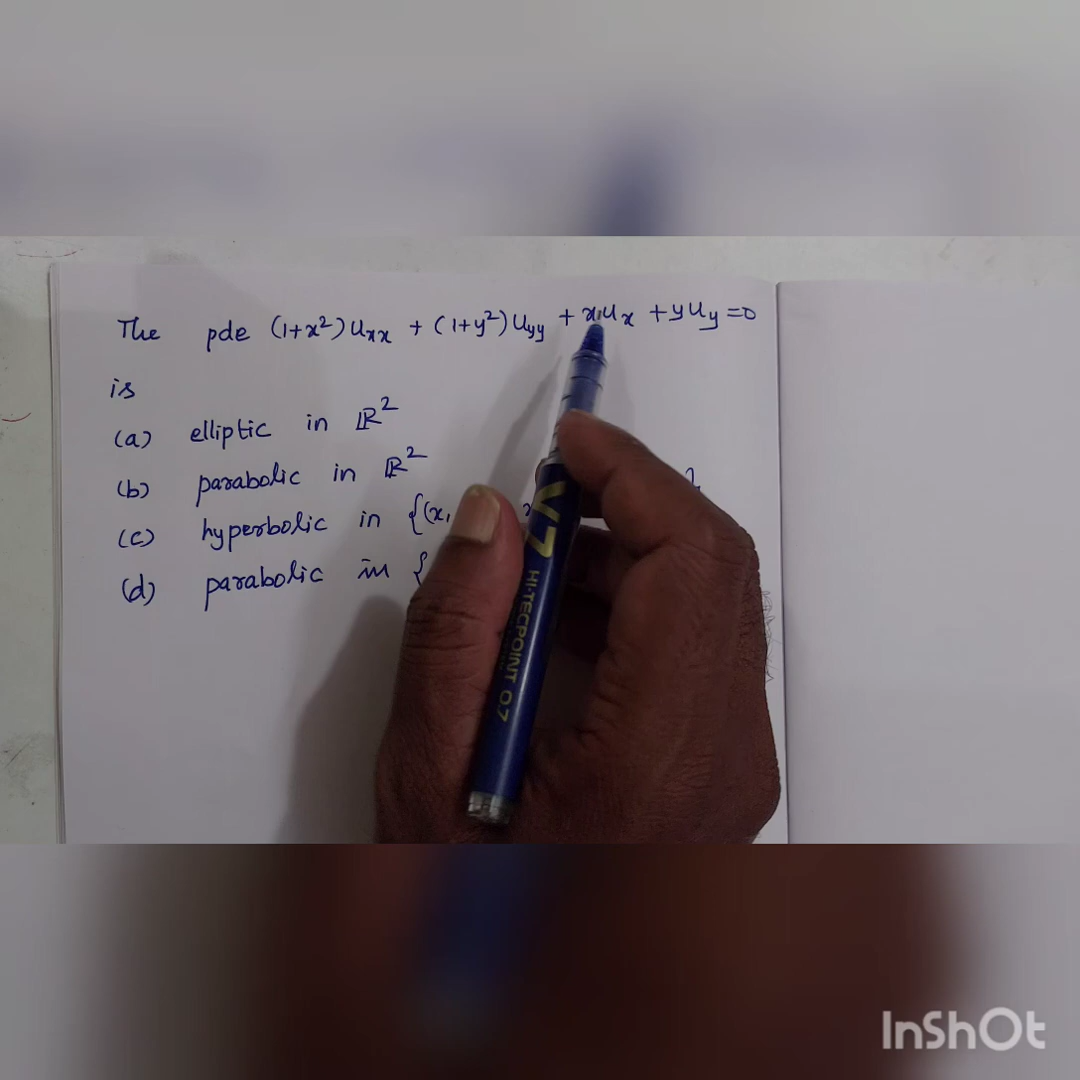 The pde (1+x²)Uxx + (1+y²)Uyy + xUx + yUy = 0
is
(a) elliptic in ℝ²
(b) parabolic in ℝ²
(c) hyperbolic in {(x,
(d) parabolic in {
V7 HI-TECPOINT 0.7
InShOt